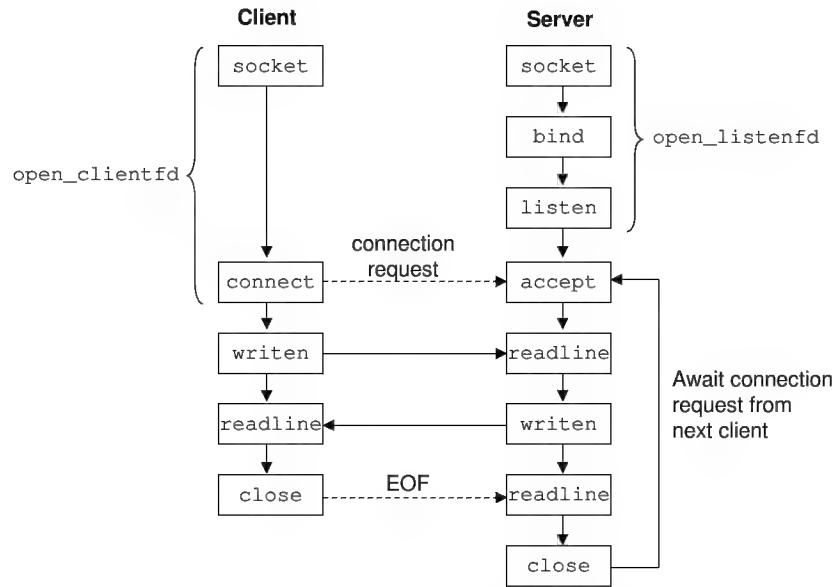 Client
Server
socket
socket
bind
open_listenfd
open_clientfd
listen
connection
request
connect
accept
writen
readline
Await connection
request from
next client
readline
writen
close
EOF
readline
close